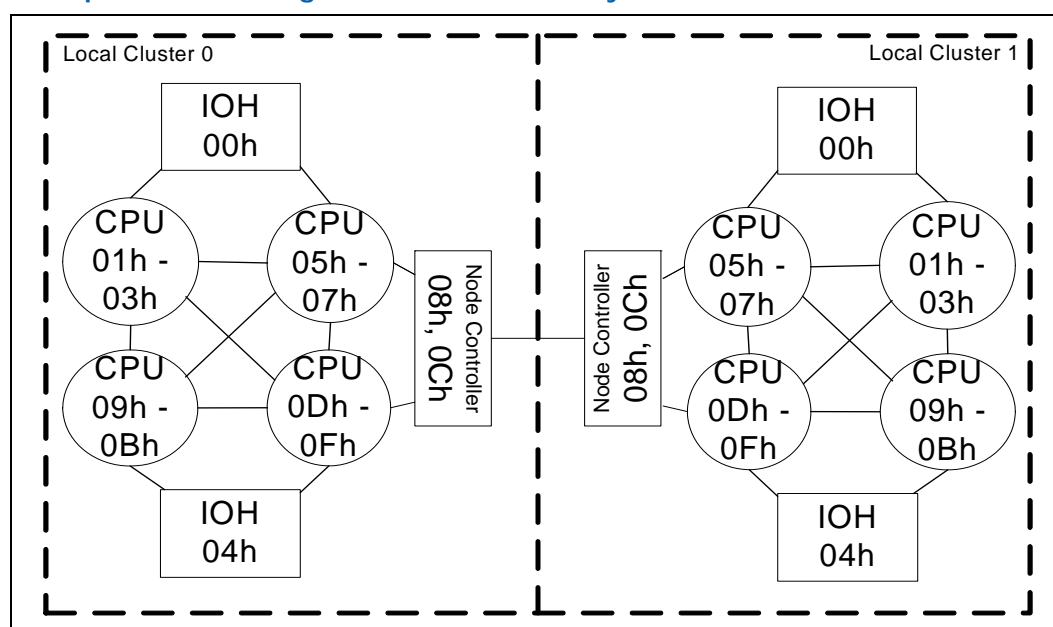 Local Cluster 0
IOH
00h
CPU
01h -
03h
CPU
05h -
07h
Node Controller
08h, 0Ch
CPU
09h -
0Bh
CPU
0Dh -
0Fh
IOH
04h
Local Cluster 1
IOH
00h
Node Controller
08h, 0Ch
CPU
05h -
07h
CPU
01h -
03h
CPU
0Dh -
0Fh
CPU
09h -
0Bh
IOH
04h